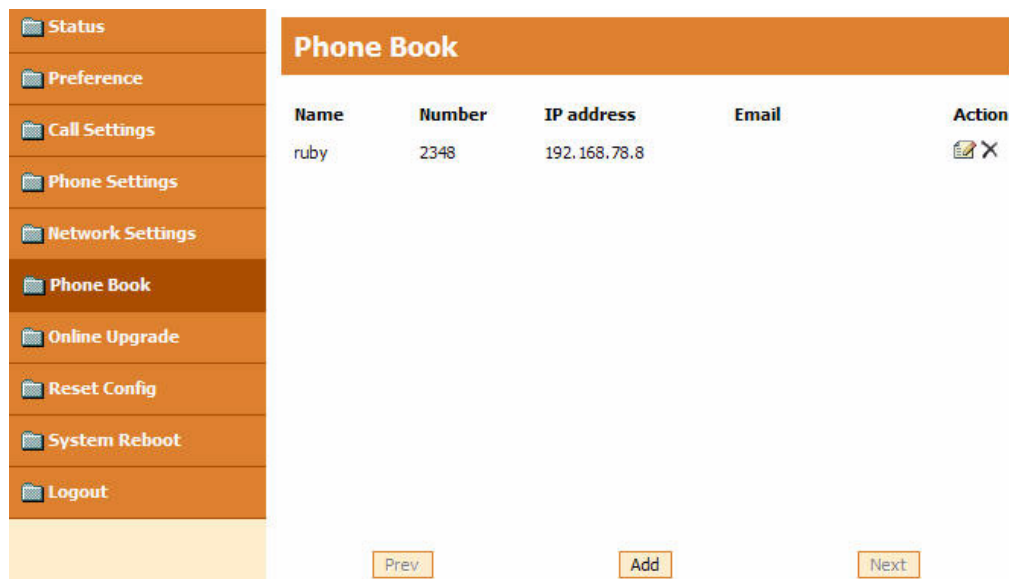 Status
Preference
Call Settings
Phone Settings
Network Settings
Phone Book
Online Upgrade
Reset Config
System Reboot
Logout
Phone Book
Name Number IP address Email Action
ruby 2348 192.168.78.8
Prev Add Next